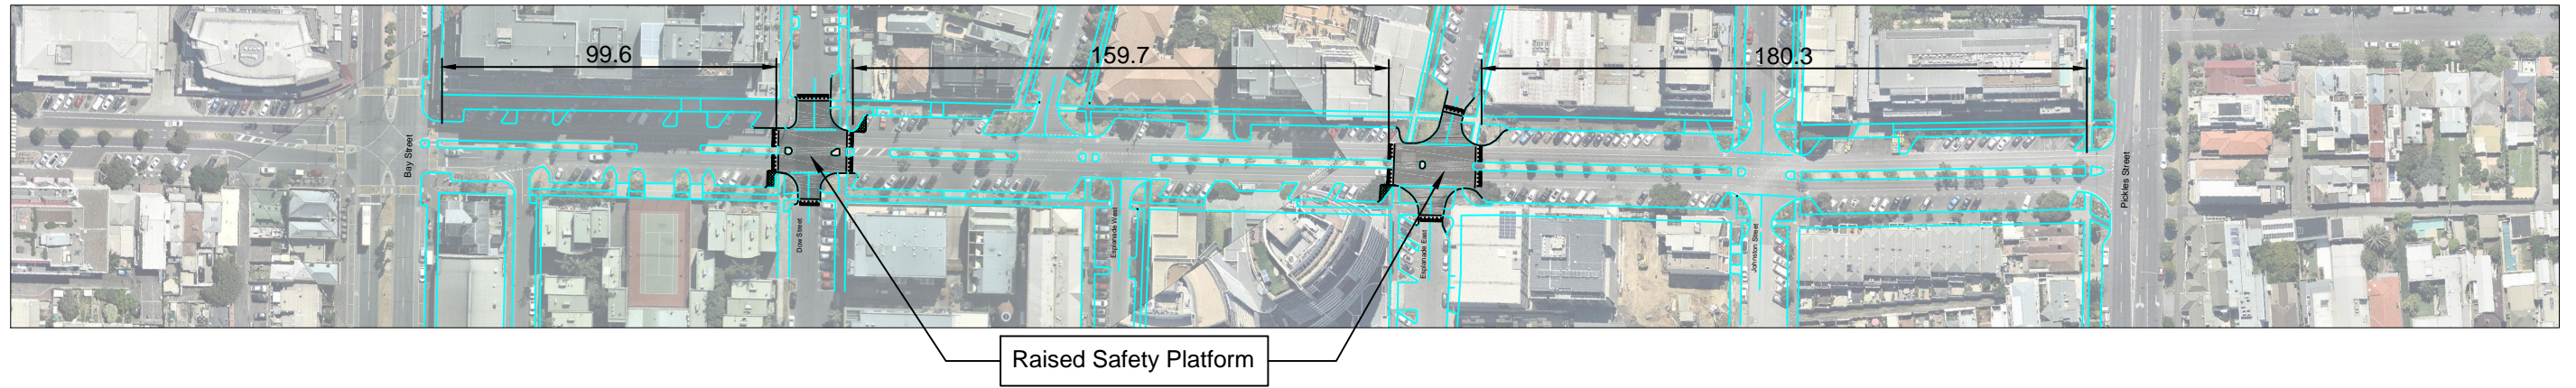 99.6
159.7
180.3
Bay Street
Dow Street
Esplanade West
Esplanade East
Johnston Street
Pickles Street
Raised Safety Platform